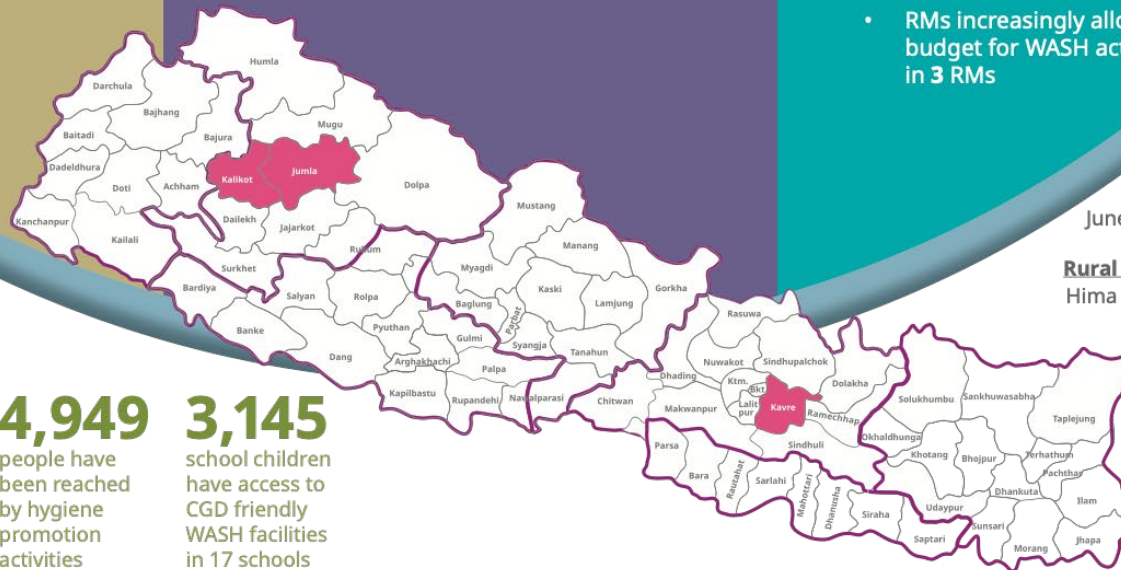 • RMs increasingly
budget for WASH
in 3 RMs
Humla
Darchula
Bajhang
Mugu
Baitadi
Bajura
Dadeldhura
Kalikot
Jumla
Doti
Achham
Dolpa
Kanchanpur
Dailekh
Jajarkot
Mustang
June
Kailali
Rukum
Manang
Surkhet
Myagdi
Rural
Bardiya
Salyan
Rolpa
Kaski
Gorkha
Hima
Baglung
Lamjung
Parbat
Rasuwa
Banke
Pyuthan
Gulmi
Syangja
Tanahun
Dang
Arghakhachi
Palpa
Nuwakot
Sindhupalchok
Dhading
Ktm.
Bkt
Dolakha
Kapilbastu
Rupandehi
Nawalparasi
Chitwan
Makwanpur
Lalit
pur
Kavre
Ramechhap
Solukhumbu
Sankhuwasabha
Taplejung
Okhaldhunga
Parsa
Sindhuli
Khotang
Bhojpur
Terhathum
Bara
Rautahat
Sarlahi
Mahottari
Dhanusha
Pachthar
Siraha
Dhankuta
Ilam
Udaypur
Saptari
Sunsari
Morang
Jhapa
4,949
people have
been reached
by hygiene
promotion
activities
3,145
school children
have access to
CGD friendly
WASH facilities
in 17 schools